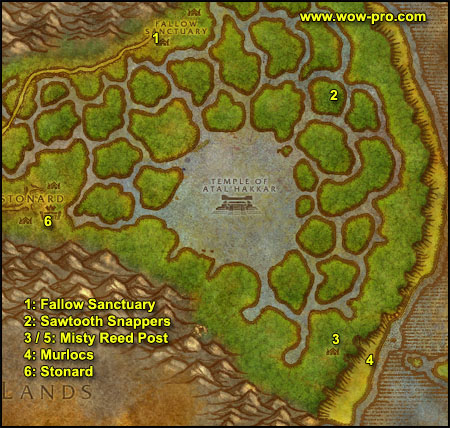 www.wow-pro.com
FALLOW
SANCTUARY
1
2
TEMPLE OF
ATAL'HAKKAR
STONARD
6
1: Fallow Sanctuary
2: Sawtooth Snappers
3 / 5: Misty Reed Post
4: Murlocs
6: Stonard
3
4
LANDS